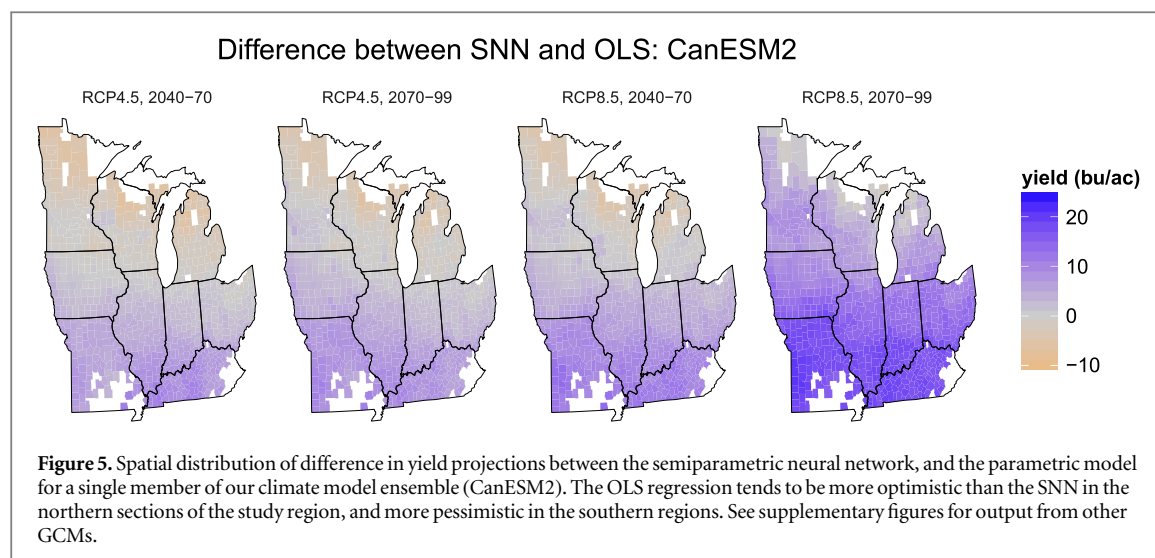 Difference between SNN and OLS: CanESM2
RCP4.5, 2040−70
RCP4.5, 2070−99
RCP8.5, 2040−70
RCP8.5, 2070−99
yield (bu/ac)
20
10
0
−10
Figure 5. Spatial distribution of difference in yield projections between the semiparametric neural network, and the parametric model
for a single member of our climate model ensemble (CanESM2). The OLS regression tends to be more optimistic than the SNN in the
northern sections of the study region, and more pessimistic in the southern regions. See supplementary figures for output from other
GCMs.